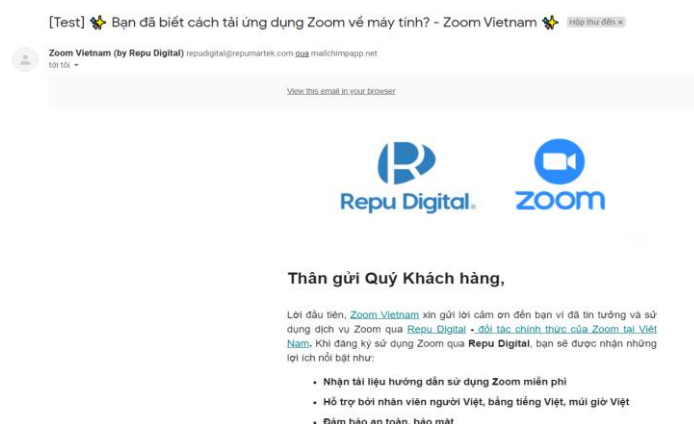 [Test] ✨ Bạn đã biết cách tải ứng dụng Zoom về máy tính? - Zoom Vietnam ✨ Hộp thư đến ×
Zoom Vietnam (by Repu Digital) repudigital@repumartek.com qua mailchimpapp.net
tới tôi
View this email in your browser
Repu Digital.
zoom
Thân gửi Quý Khách hàng,
Lời đầu tiên, Zoom Vietnam xin gửi lời cảm ơn đến bạn vì đã tin tưởng và sử
dụng dịch vụ Zoom qua Repu Digital - đối tác chính thức của Zoom tại Việt
Nam. Khi đăng ký sử dụng Zoom qua Repu Digital, bạn sẽ được nhận những
lợi ích nổi bật như:
• Nhận tài liệu hướng dẫn sử dụng Zoom miễn phí
• Hỗ trợ bởi nhân viên người Việt, bằng tiếng Việt, múi giờ Việt
• Đảm bảo an toàn, bảo mật